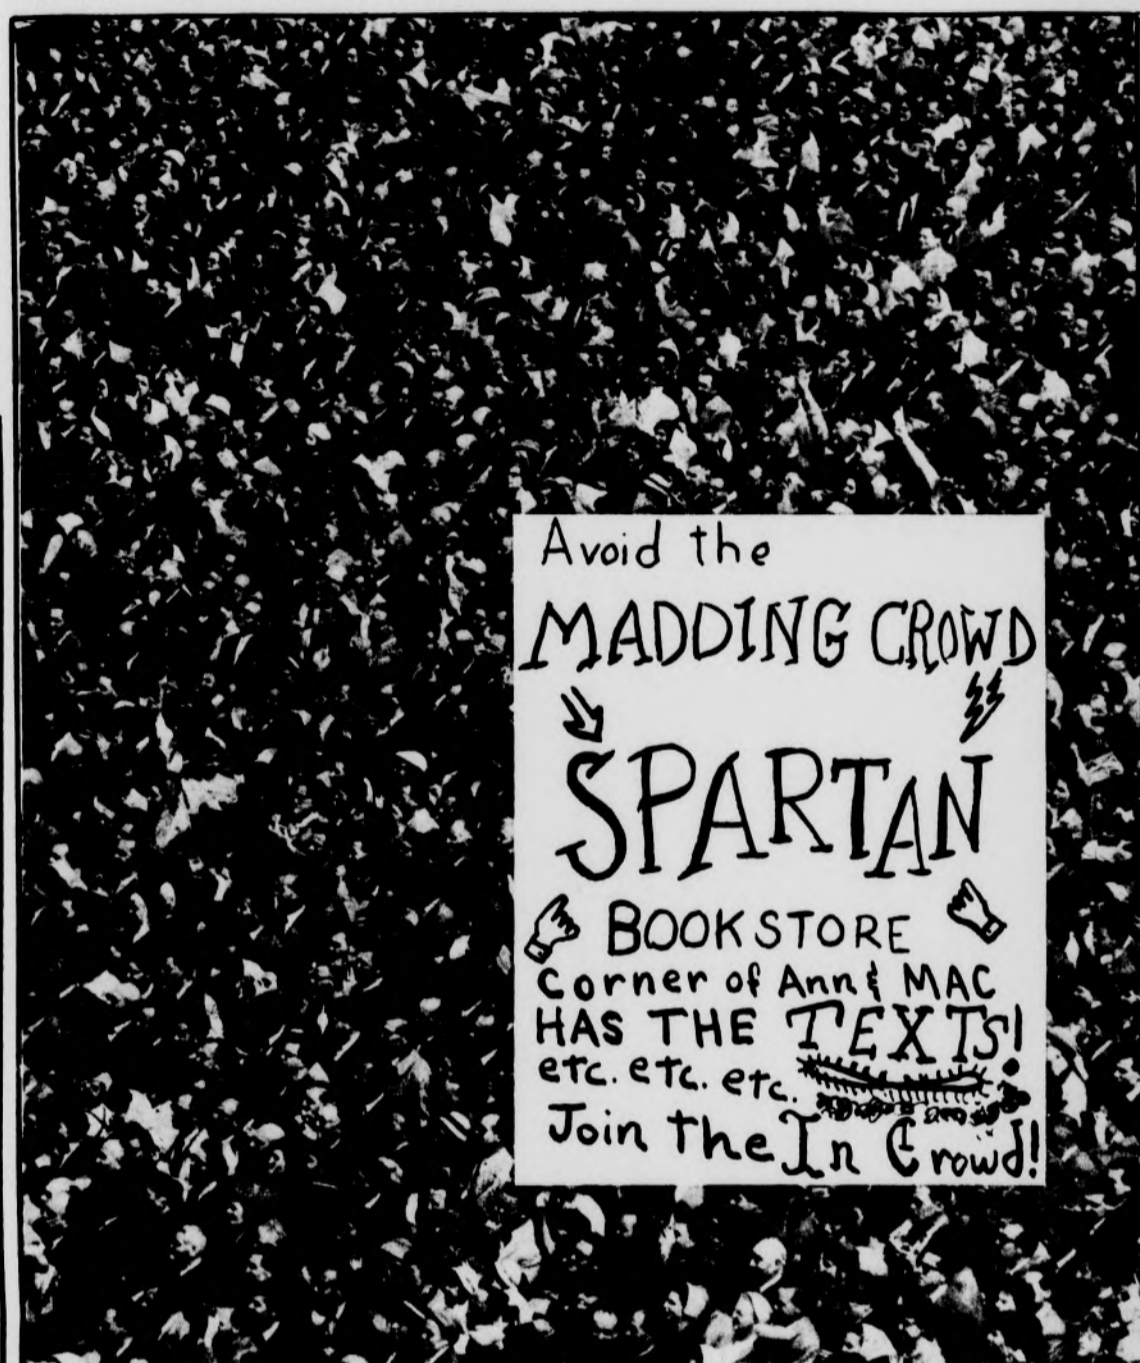 Avoid the
MADDING CROWD
SPARTAN
BOOKSTORE
Corner of Ann & MAC
HAS THE TEXTS!
etc. etc. etc.
Join the In Crowd!